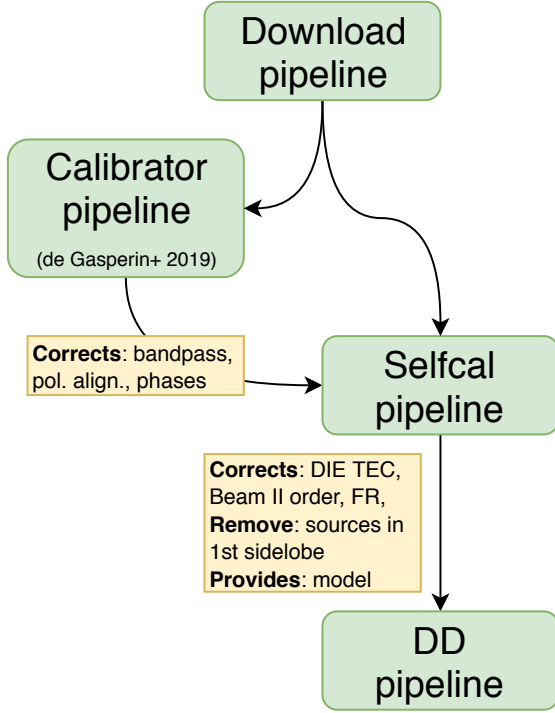 Download
pipeline
Calibrator
pipeline
(de Gasperin+ 2019)
Corrects: bandpass,
pol. align., phases
Selfcal
pipeline
Corrects: DIE TEC,
Beam II order, FR,
Remove: sources in
1st sidelobe
Provides: model
DD
pipeline